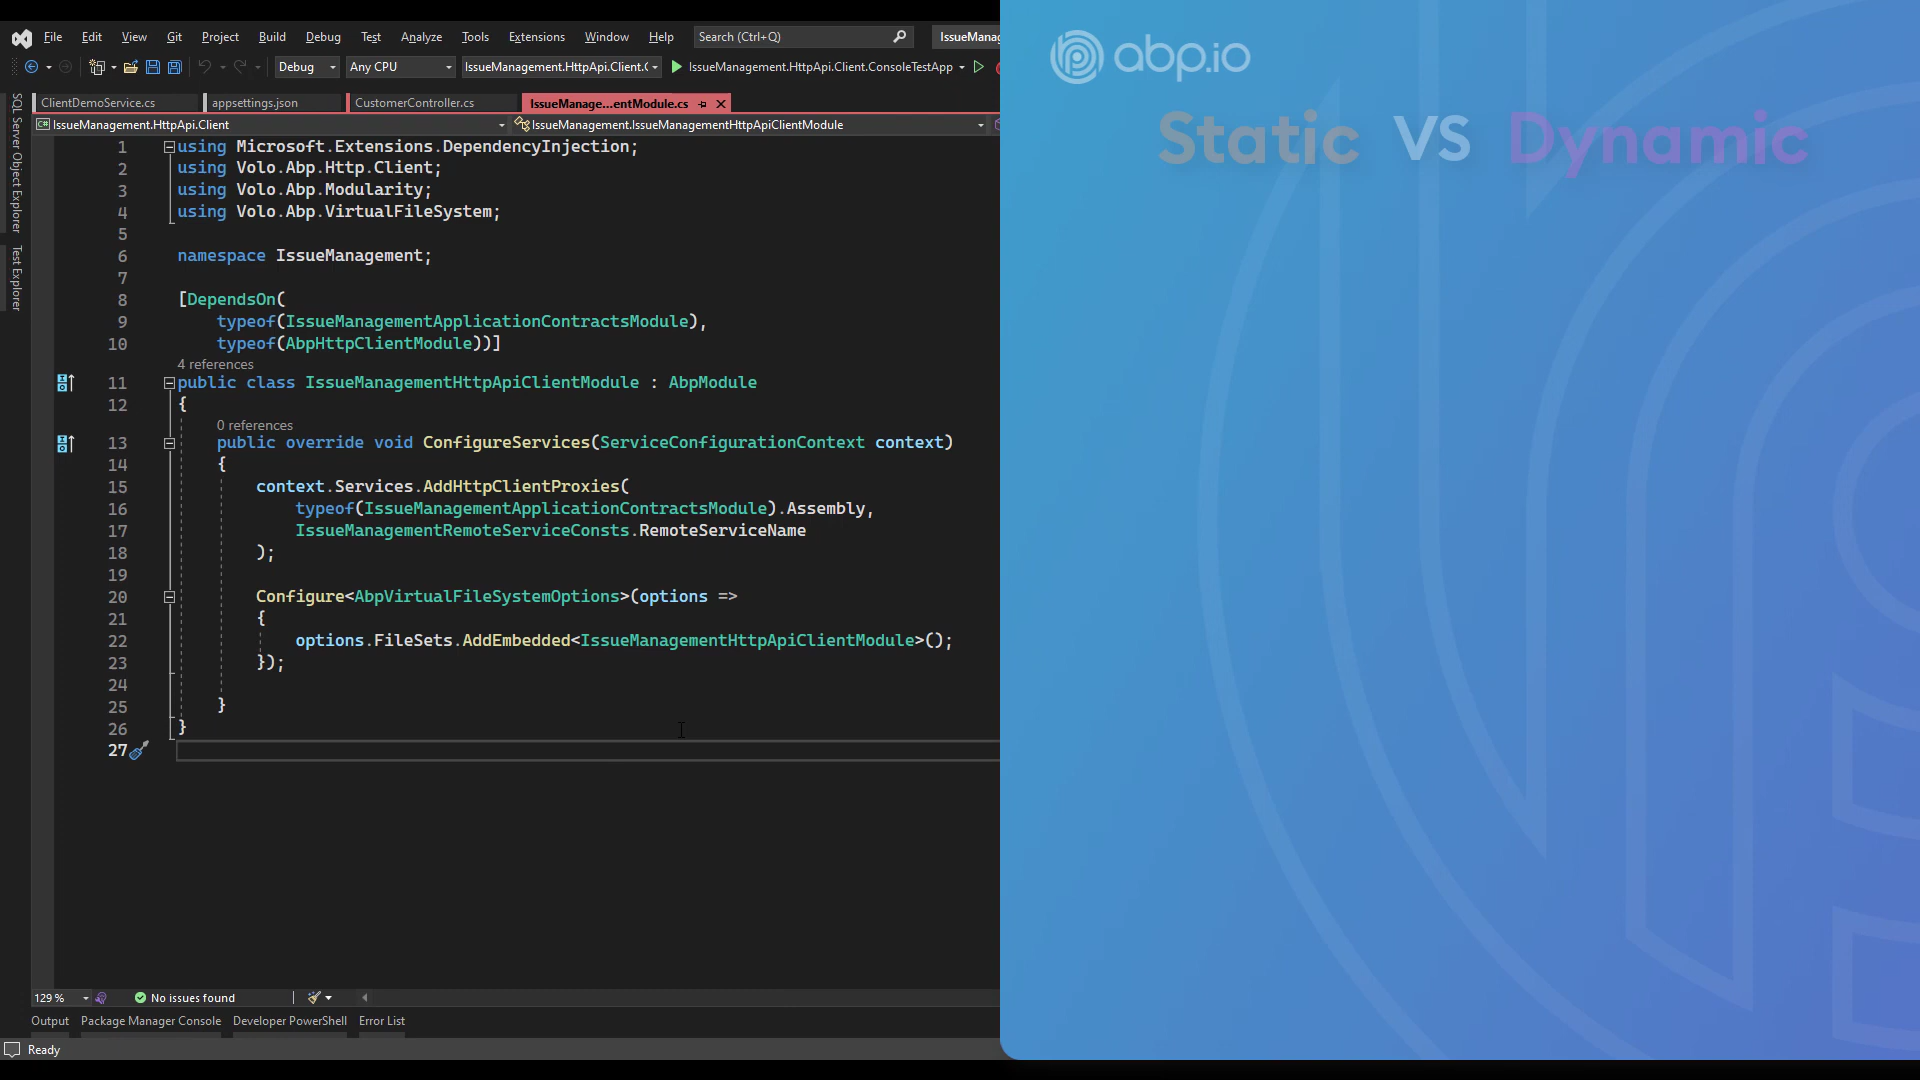 File Edit View Git Project Build Debug Test Analyze Tools Extensions Window Help Search (Ctrl+Q) IssueMana
Debug Any CPU IssueManagement.HttpApi.Client.C IssueManagement.HttpApi.Client.ConsoleTestApp
ClientDemoService.cs appsettings.json CustomerController.cs IssueManage...entModule.cs
IssueManagement.HttpApi.Client IssueManagement.IssueManagementHttpApiClientModule
SQL Server Object Explorer
Test Explorer
1 using Microsoft.Extensions.DependencyInjection;
2 using Volo.Abp.Http.Client;
3 using Volo.Abp.Modularity;
4 using Volo.Abp.VirtualFileSystem;
5
6 namespace IssueManagement;
7
8 [DependsOn(
9 typeof(IssueManagementApplicationContractsModule),
10 typeof(AbpHttpClientModule))]
4 references
11 public class IssueManagementHttpApiClientModule : AbpModule
12 {
0 references
13 public override void ConfigureServices(ServiceConfigurationContext context)
14 {
15 context.Services.AddHttpClientProxies(
16 typeof(IssueManagementApplicationContractsModule).Assembly,
17 IssueManagementRemoteServiceConsts.RemoteServiceName
18 );
19
20 Configure<AbpVirtualFileSystemOptions>(options =>
21 {
22 options.FileSets.AddEmbedded<IssueManagementHttpApiClientModule>();
23 });
24
25 }
26 }
27
129 % No issues found
Output Package Manager Console Developer PowerShell Error List
Ready
abp.io
Static VS Dynamic